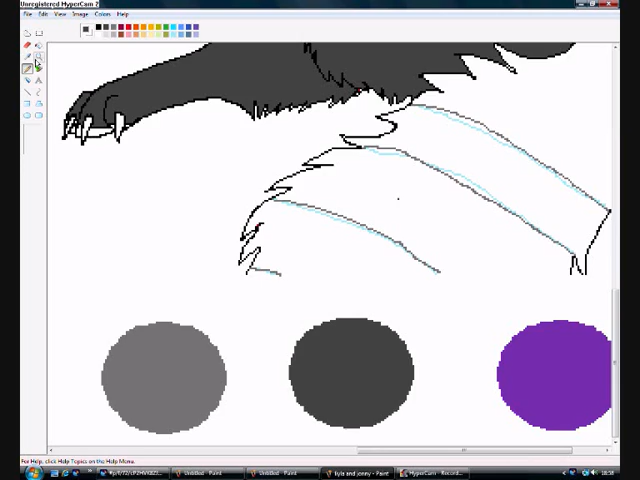 Unregistered HyperCam 2
File Edit View Image Colors Help
For Help, click Help Topics on the Help Menu.
Untitled - Paint
Untitled - Paint
kyla and jonny - Paint
HyperCam - Record...